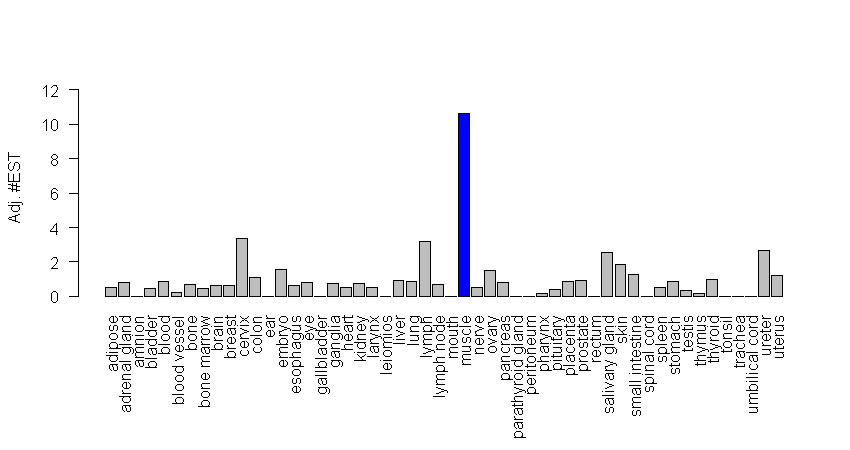 Adj. #EST
12
10
8
6
4
2
0
adipose
adrenal gland
amnion
bladder
blood
blood vessel
bone
bone marrow
brain
breast
cervix
colon
ear
embryo
esophagus
eye
gallbladder
ganglia
heart
kidney
larynx
leiomios
liver
lung
lymph
lymph node
mouth
muscle
nerve
ovary
pancreas
parathyroid gland
peritoneum
pharynx
pituitary
placenta
prostate
rectum
salivary gland
skin
small intestine
spinal cord
spleen
stomach
testis
thymus
thyroid
tonsil
trachea
umbilical cord
ureter
uterus